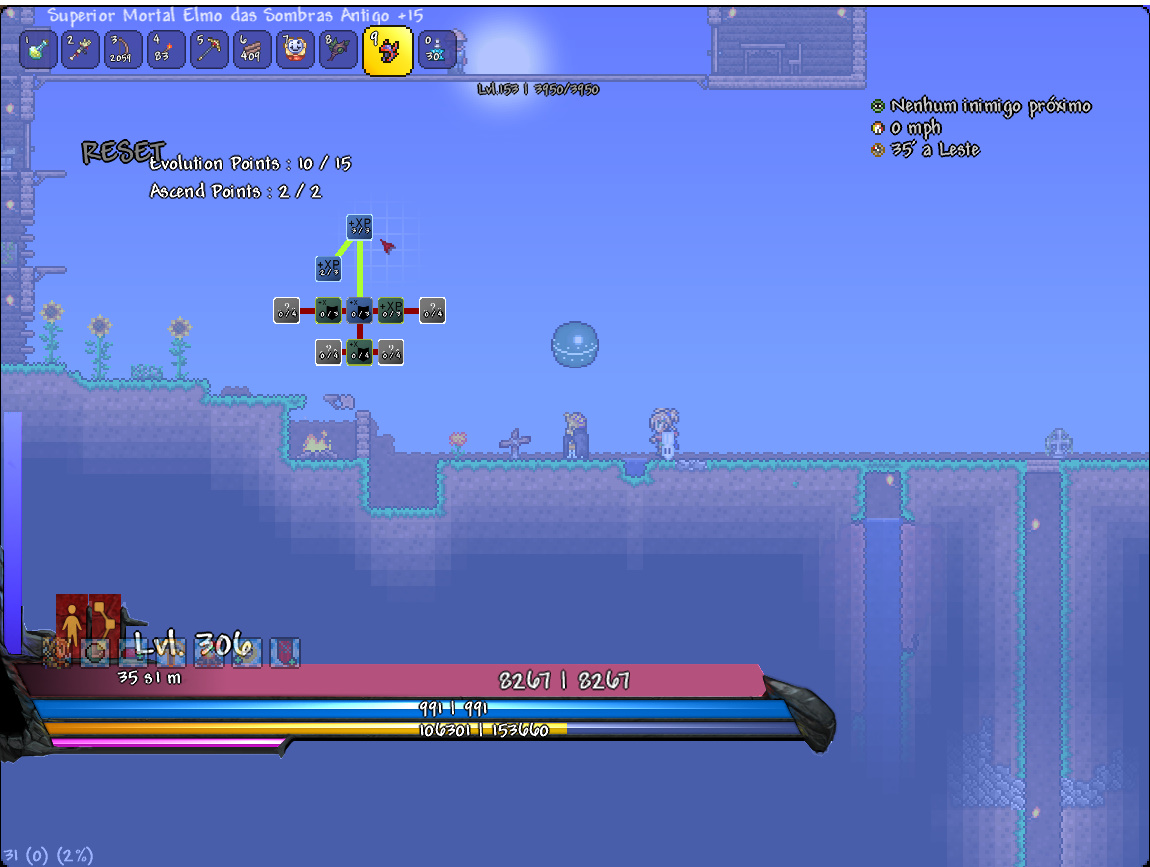 Superior Mortal Elmo das Sombras Antigo +15
1 2 3 4 5 6 7 8 9 0
2059 83 409 30
Lvl.153 | 3950/3950
Nenhum inimigo próximo
0 mph
35' a Leste
RESET
Evolution Points : 10 / 15
Ascend Points : 2 / 2
+XP
3/3
+XP
2/3
? +X +X +XP ?
0/4 0/3 0/3 0/3 0/4
? +X ?
0/4 0/4 0/4
Lvl. 306
35 s1 m
8267 | 8267
991 | 991
106301 | 153660
31 (0) (2%)